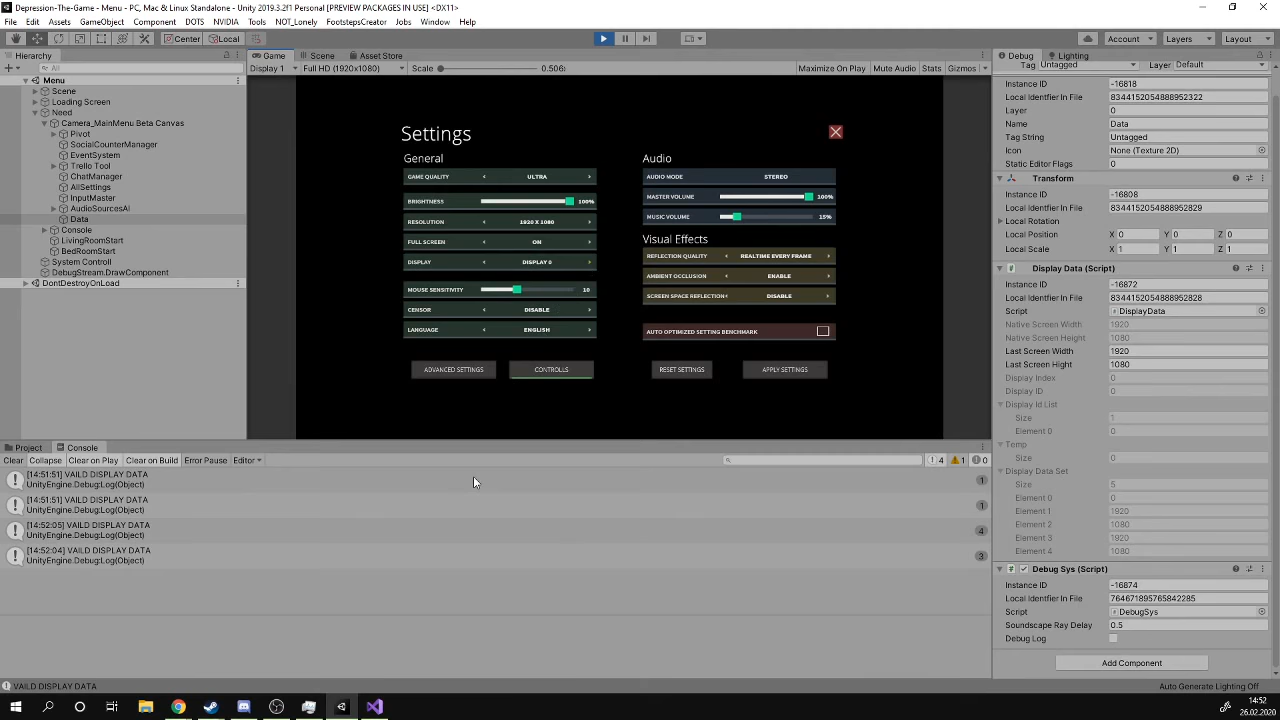 Depression-The-Game - Menu - PC, Mac & Linux Standalone - Unity 2019.3.2f1 Personal [PREVIEW PACKAGES IN USE] <DX11>
File Edit Assets GameObject Component DOTS NVIDIA Tools NOT_Lonely FootstepsCreator Jobs Window Help
Center Local Account Layers Layout
Hierarchy
All
Menu
Scene
Loading Screen
Need
Camera_MainMenu Beta Canvas
Pivot
SocialCounterManager
EventSystem
Trello Tool
ChatManager
AllSettings
InputMaster
AudioSourcesAI
Data
Console
LivingRoomStart
BedRoomStart
System Controll
DebugStream.DrawComponent
DontDestroyOnLoad
Game Scene Asset Store
Display 1 Full HD (1920x1080) Scale 0.506x Maximize On Play Mute Audio Stats Gizmos
Settings
General
GAME QUALITY ULTRA
BRIGHTNESS 100%
RESOLUTION 1920 X 1080
FULL SCREEN ON
DISPLAY DISPLAY 0
MOUSE SENSITIVITY 10
CENSOR DISABLE
LANGUAGE ENGLISH
ADVANCED SETTINGS CONTROLLS
Audio
AUDIO MODE STEREO
MASTER VOLUME 100%
MUSIC VOLUME 15%
Visual Effects
REFLECTION QUALITY REALTIME EVERY FRAME
AMBIENT OCCLUSION ENABLE
SCREEN SPACE REFLECTION DISABLE
AUTO OPTIMIZED SETTING BENCHMARK
RESET SETTINGS APPLY SETTINGS
Project Console
Clear Collapse Clear on Play Clear on Build Error Pause Editor 4 1 0
[14:51:51] VAILD DISPLAY DATA
UnityEngine.Debug:Log(Object) 1
[14:51:51] VAILD DISPLAY DATA
UnityEngine.Debug:Log(Object) 1
[14:52:05] VAILD DISPLAY DATA
UnityEngine.Debug:Log(Object) 4
[14:52:04] VAILD DISPLAY DATA
UnityEngine.Debug:Log(Object) 3
Debug Lighting
Tag Untagged Layer Default
Instance ID -16818
Local Identfier In File 8344152054888952322
Layer 0
Name Data
Tag String Untagged
Icon None (Texture 2D)
Static Editor Flags 0
Transform
Instance ID -16808
Local Identfier In File 8344152054888952829
Local Rotation
Local Position X 0 Y 0 Z 0
Local Scale X 1 Y 1 Z 1
Display Data (Script)
Instance ID -16872
Local Identfier In File 8344152054888952828
Script DisplayData
Native Screen Width 1920
Native Screen Height 1080
Last Screen Width 1920
Last Screen Hight 1080
Display Index 0
Display ID 0
Display Id List
Size 1
Element 0 0
Temp
Size 0
Display Data Set
Size 5
Element 0 0
Element 1 1920
Element 2 1080
Element 3 1920
Element 4 1080
Debug Sys (Script)
Instance ID -16874
Local Identfier In File 764671895765842285
Script DebugSys
Soundscape Ray Delay 0.5
Debug Log
Add Component
VAILD DISPLAY DATA Auto Generate Lighting Off
14:52
26.02.2020